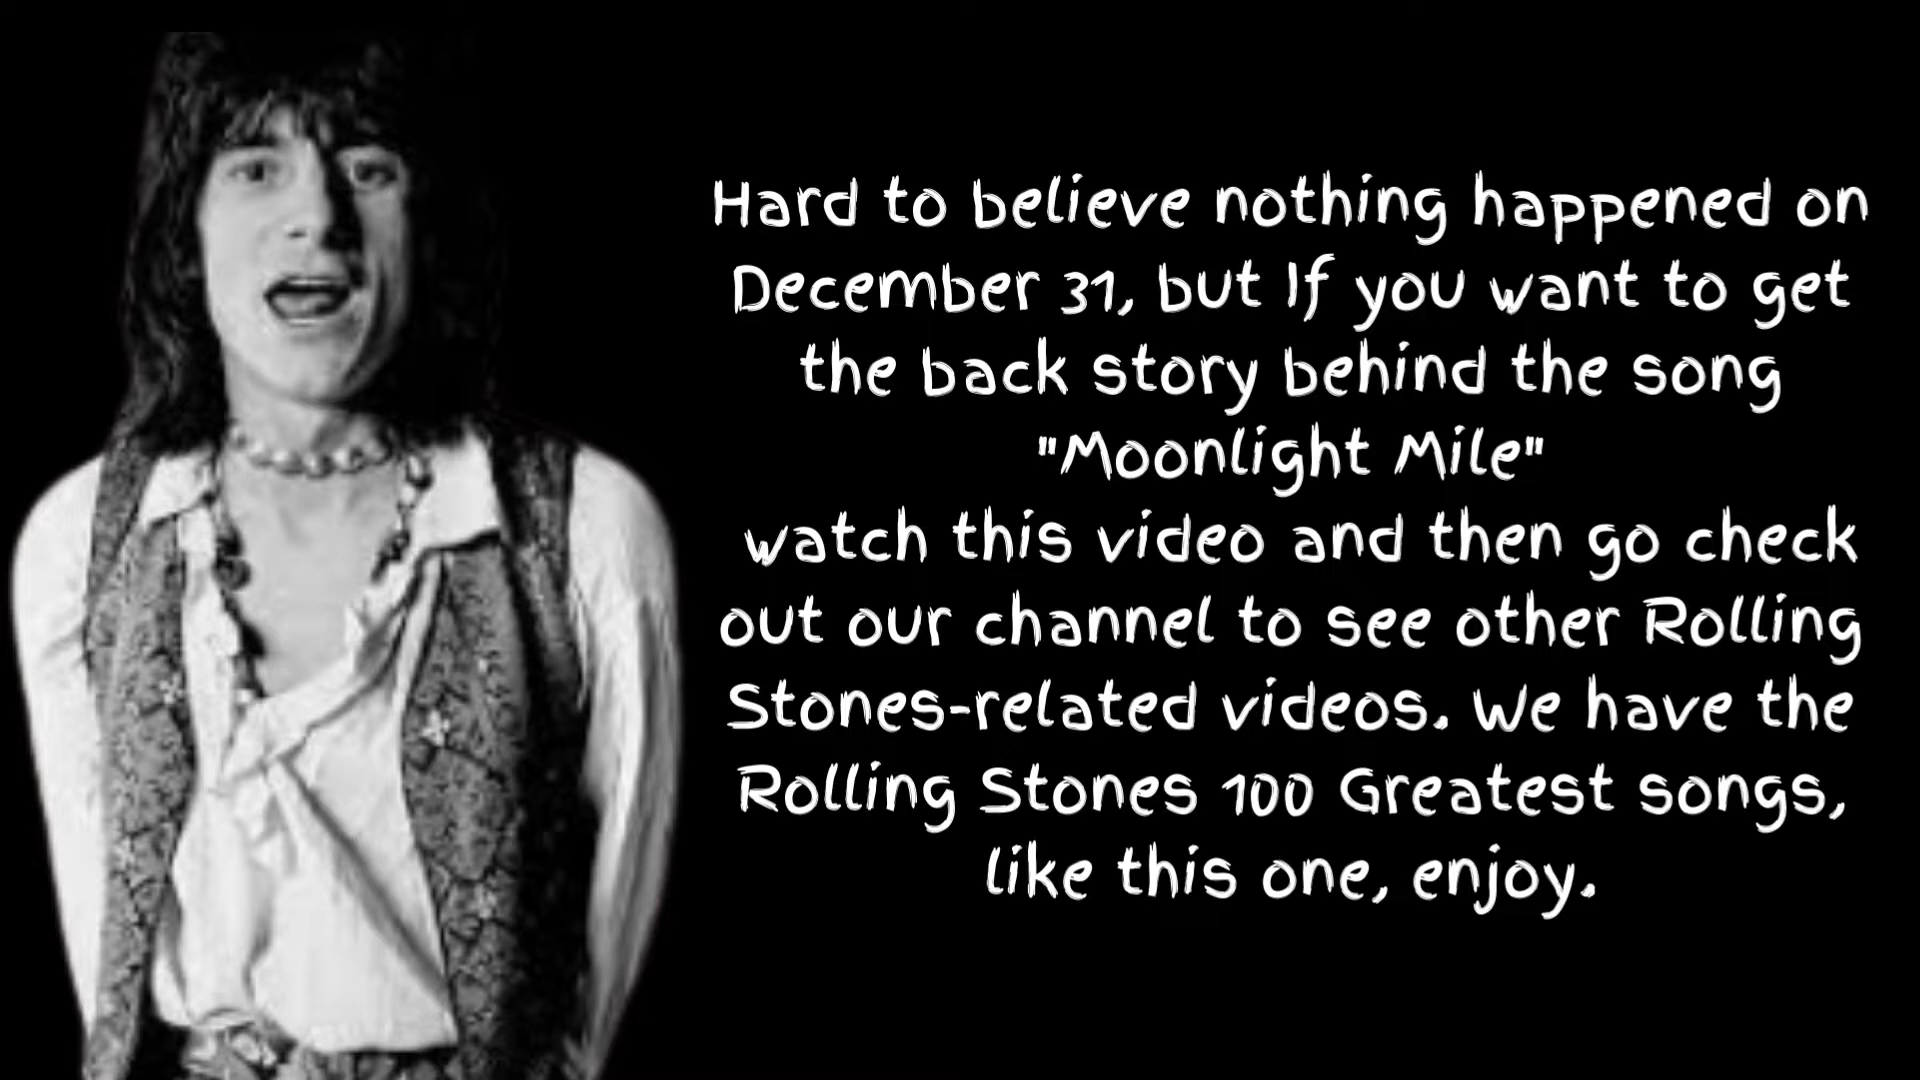 Hard to believe nothing happened on
December 31, but If you want to get
the back story behind the song
"Moonlight Mile"
watch this video and then go check
out our channel to see other Rolling
Stones-related videos. We have the
Rolling Stones 100 Greatest songs,
like this one, enjoy.